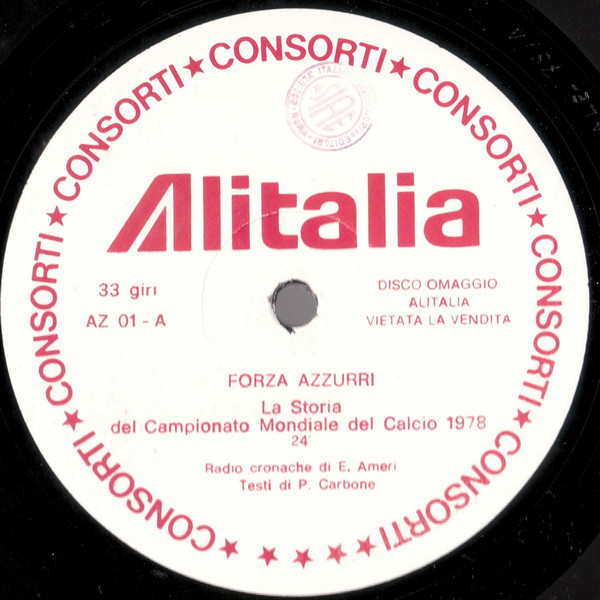 CONSORTI ★ CONSORTI ★ CONSORTI ★ CONSORTI ★ CONSORTI ★ CONSORTI ★ CONSORTI ★ CONSORTI ★ CONSORTI
Alitalia
33 giri
AZ 01 - A
DISCO OMAGGIO
ALITALIA
VIETATA LA VENDITA
FORZA AZZURRI
La Storia
del Campionato Mondiale del Calcio 1978
24'
Radio cronache di E. Ameri
Testi di P. Carbone